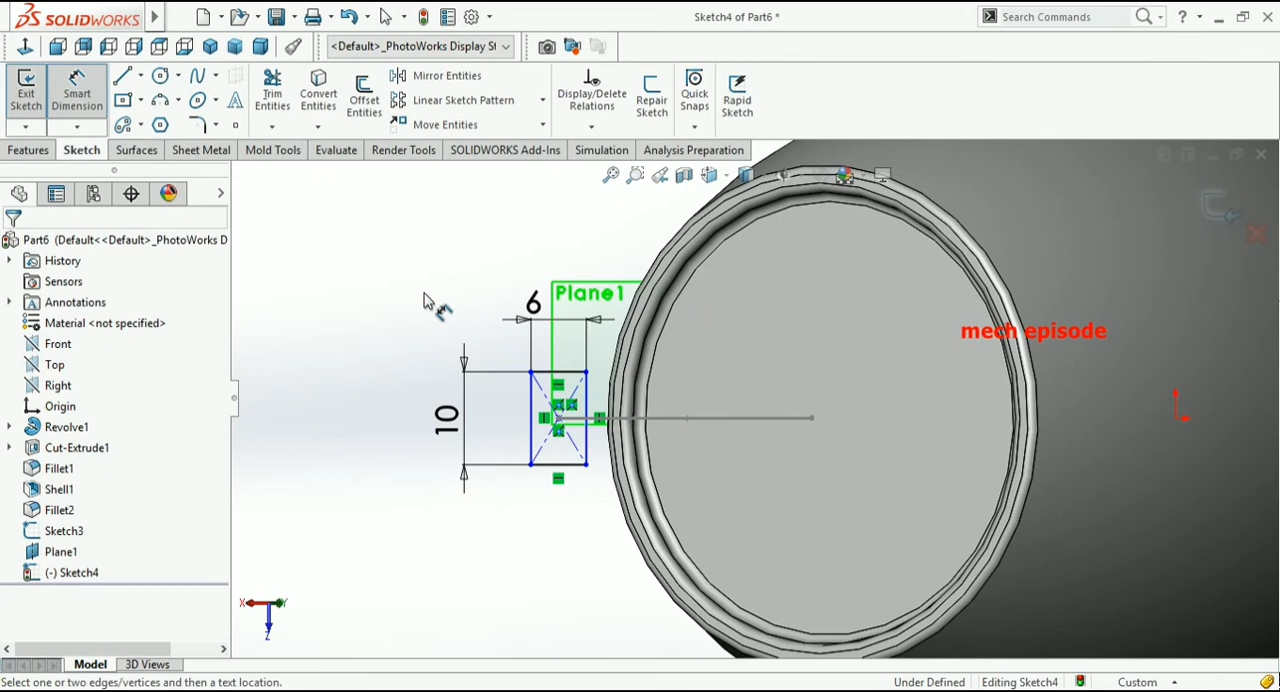 SOLIDWORKS
Sketch4 of Part6 *
Search Commands
?
<Default>_PhotoWorks Display St
Exit Sketch
Smart Dimension
Trim Entities
Convert Entities
Offset Entities
Mirror Entities
Linear Sketch Pattern
Move Entities
Display/Delete Relations
Repair Sketch
Quick Snaps
Rapid Sketch
Features
Sketch
Surfaces
Sheet Metal
Mold Tools
Evaluate
Render Tools
SOLIDWORKS Add-Ins
Simulation
Analysis Preparation
Part6 (Default<<Default>_PhotoWorks D
History
Sensors
Annotations
Material <not specified>
Front
Top
Right
Origin
Revolve1
Cut-Extrude1
Fillet1
Shell1
Fillet2
Sketch3
Plane1
(-) Sketch4
Plane1
6
10
mech episode
X
Y
Z
Model
3D Views
Select one or two edges/vertices and then a text location.
Under Defined
Editing Sketch4
Custom